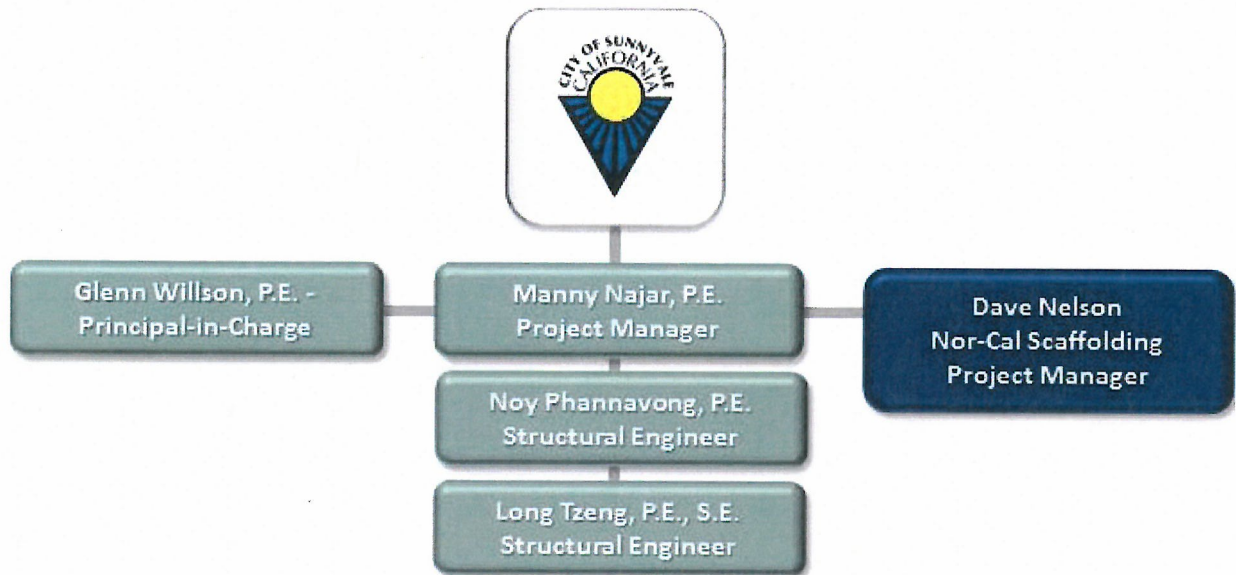 CITY OF SUNNYVALE
CALIFORNIA
Glenn Willson, P.E. -
Principal-in-Charge
Manny Najar, P.E.
Project Manager
Dave Nelson
Nor-Cal Scaffolding
Project Manager
Noy Phannavong, P.E.
Structural Engineer
Long Tzeng, P.E., S.E.
Structural Engineer